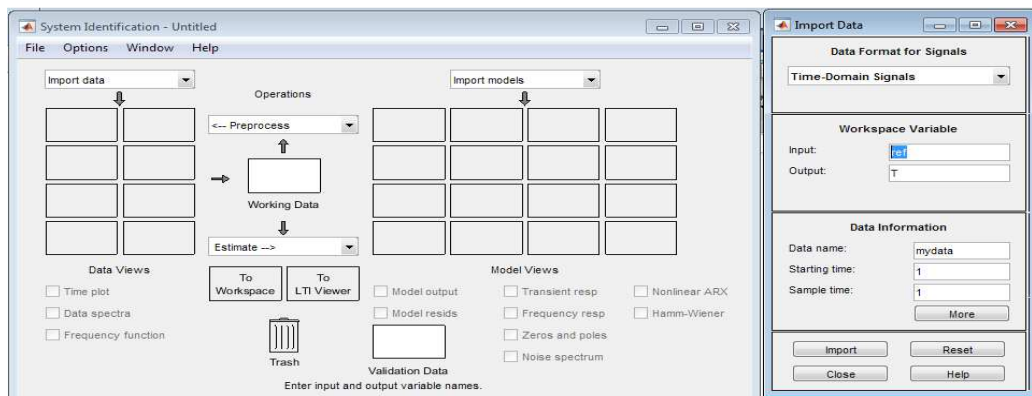 System Identification - Untitled
File Options Window Help
Import data
Operations
Import models
<-- Preprocess
Working Data
Estimate -->
Data Views
To Workspace
To LTI Viewer
Model Views
Time plot
Data spectra
Frequency function
Model output
Model resids
Transient resp
Frequency resp
Zeros and poles
Noise spectrum
Nonlinear ARX
Hamm-Wiener
Trash
Validation Data
Enter input and output variable names.
Import Data
Data Format for Signals
Time-Domain Signals
Workspace Variable
Input: ref
Output: T
Data Information
Data name: mydata
Starting time: 1
Sample time: 1
More
Import Reset
Close Help